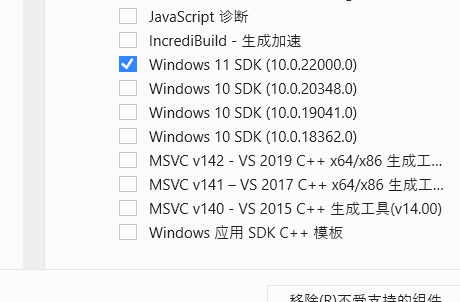 JavaScript 诊断
IncrediBuild - 生成加速
Windows 11 SDK (10.0.22000.0)
Windows 10 SDK (10.0.20348.0)
Windows 10 SDK (10.0.19041.0)
Windows 10 SDK (10.0.18362.0)
MSVC v142 - VS 2019 C++ x64/x86 生成工...
MSVC v141 – VS 2017 C++ x64/x86 生成工...
MSVC v140 - VS 2015 C++ 生成工具(v14.00)
Windows 应用 SDK C++ 模板
移除(R)不受支持的组件